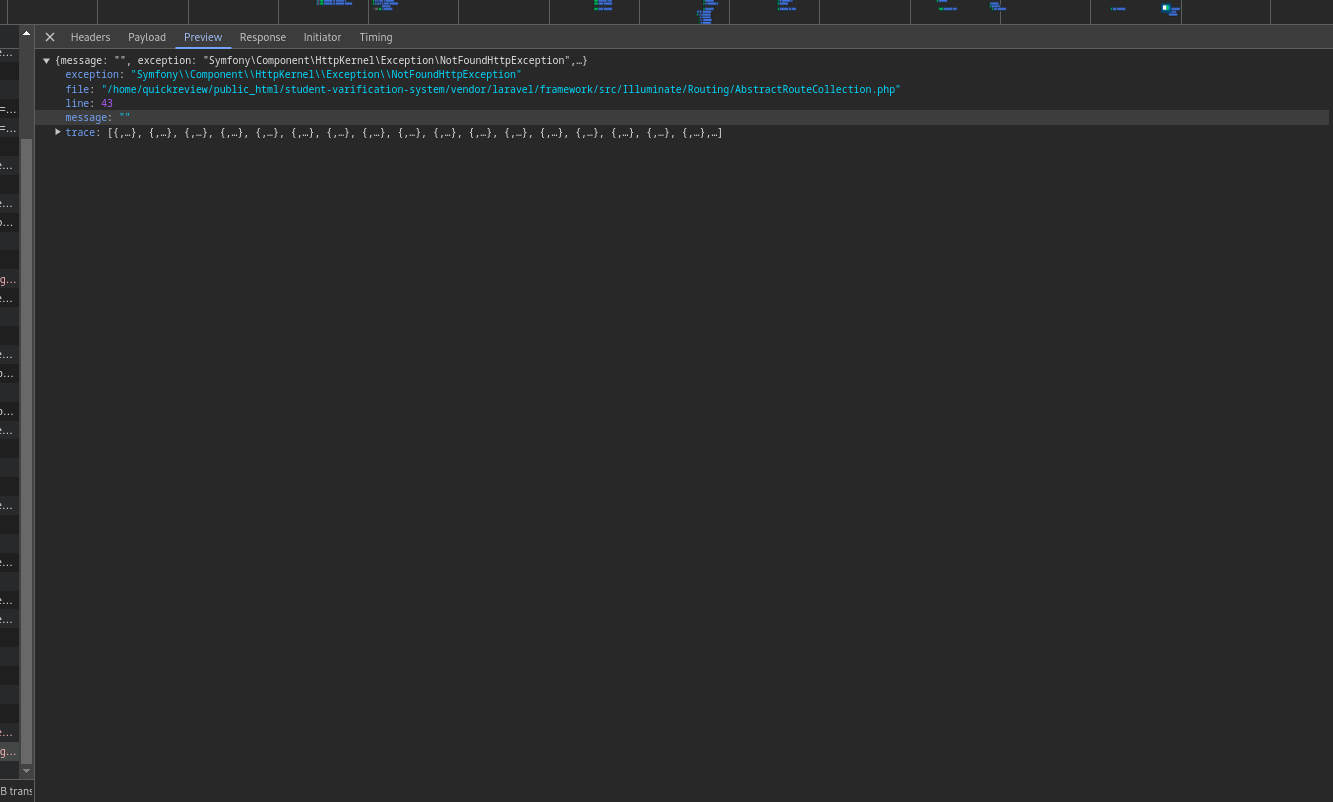 Headers Payload Preview Response Initiator Timing
{message: "", exception: "Symfony\Component\HttpKernel\Exception\NotFoundHttpException",…}
exception: "Symfony\\Component\\HttpKernel\\Exception\\NotFoundHttpException"
file: "/home/quickreview/public_html/student-varification-system/vendor/laravel/framework/src/Illuminate/Routing/AbstractRouteCollection.php"
line: 43
message: ""
trace: [{,…}, {,…}, {,…}, {,…}, {,…}, {,…}, {,…}, {,…}, {,…}, {,…}, {,…}, {,…}, {,…}, {,…}, {,…}, {,…}, {,…},…]
e...
=...
=...
e...
e...
o...
g...
e...
e...
o...
o...
e...
e...
e...
e...
e...
e...
g...
B trans